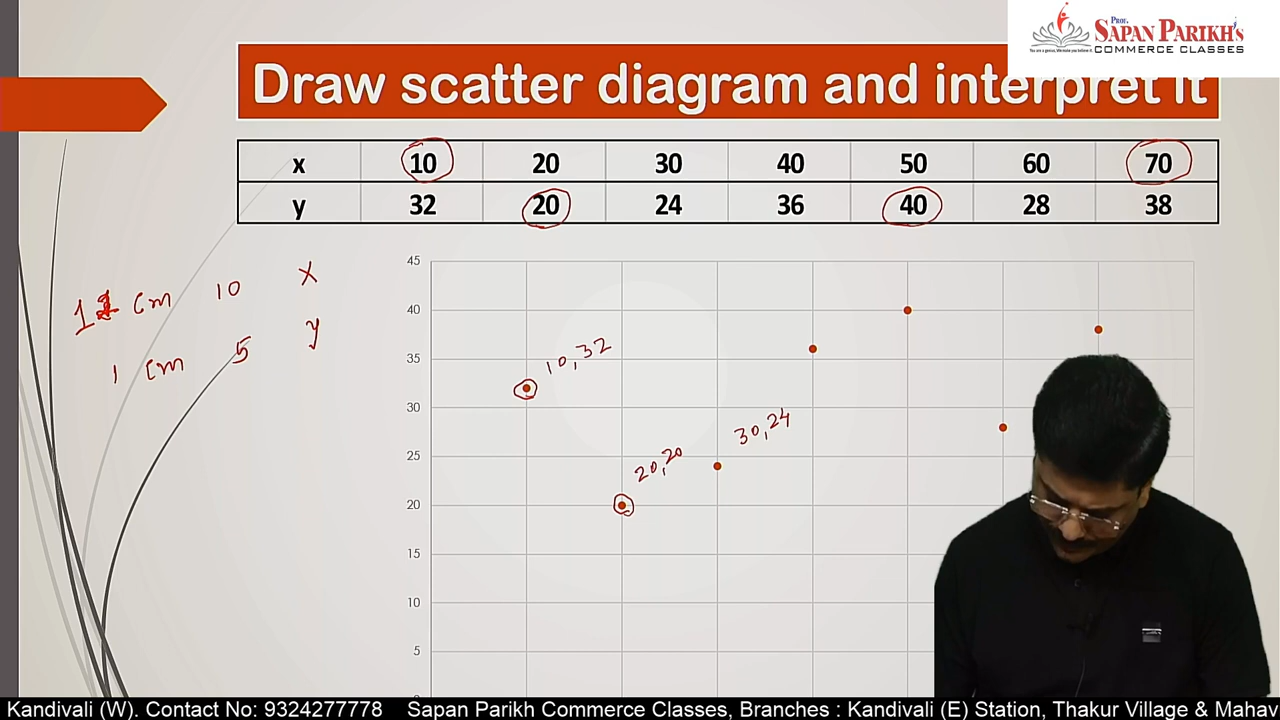 PROF.
SAPAN PARIKH'S
COMMERCE CLASSES
Draw scatter diagram and interpret it
x 10 20 30 40 50 60 70
y 32 20 24 36 40 28 38
1 cm 10 x
1 cm 5 y
45
40
35
30
25
20
15
10
5
10,32
20,20
30,24
Kandivali (W). Contact No: 9324277778 Sapan Parikh Commerce Classes, Branches : Kandivali (E) Station, Thakur Village & Mahav